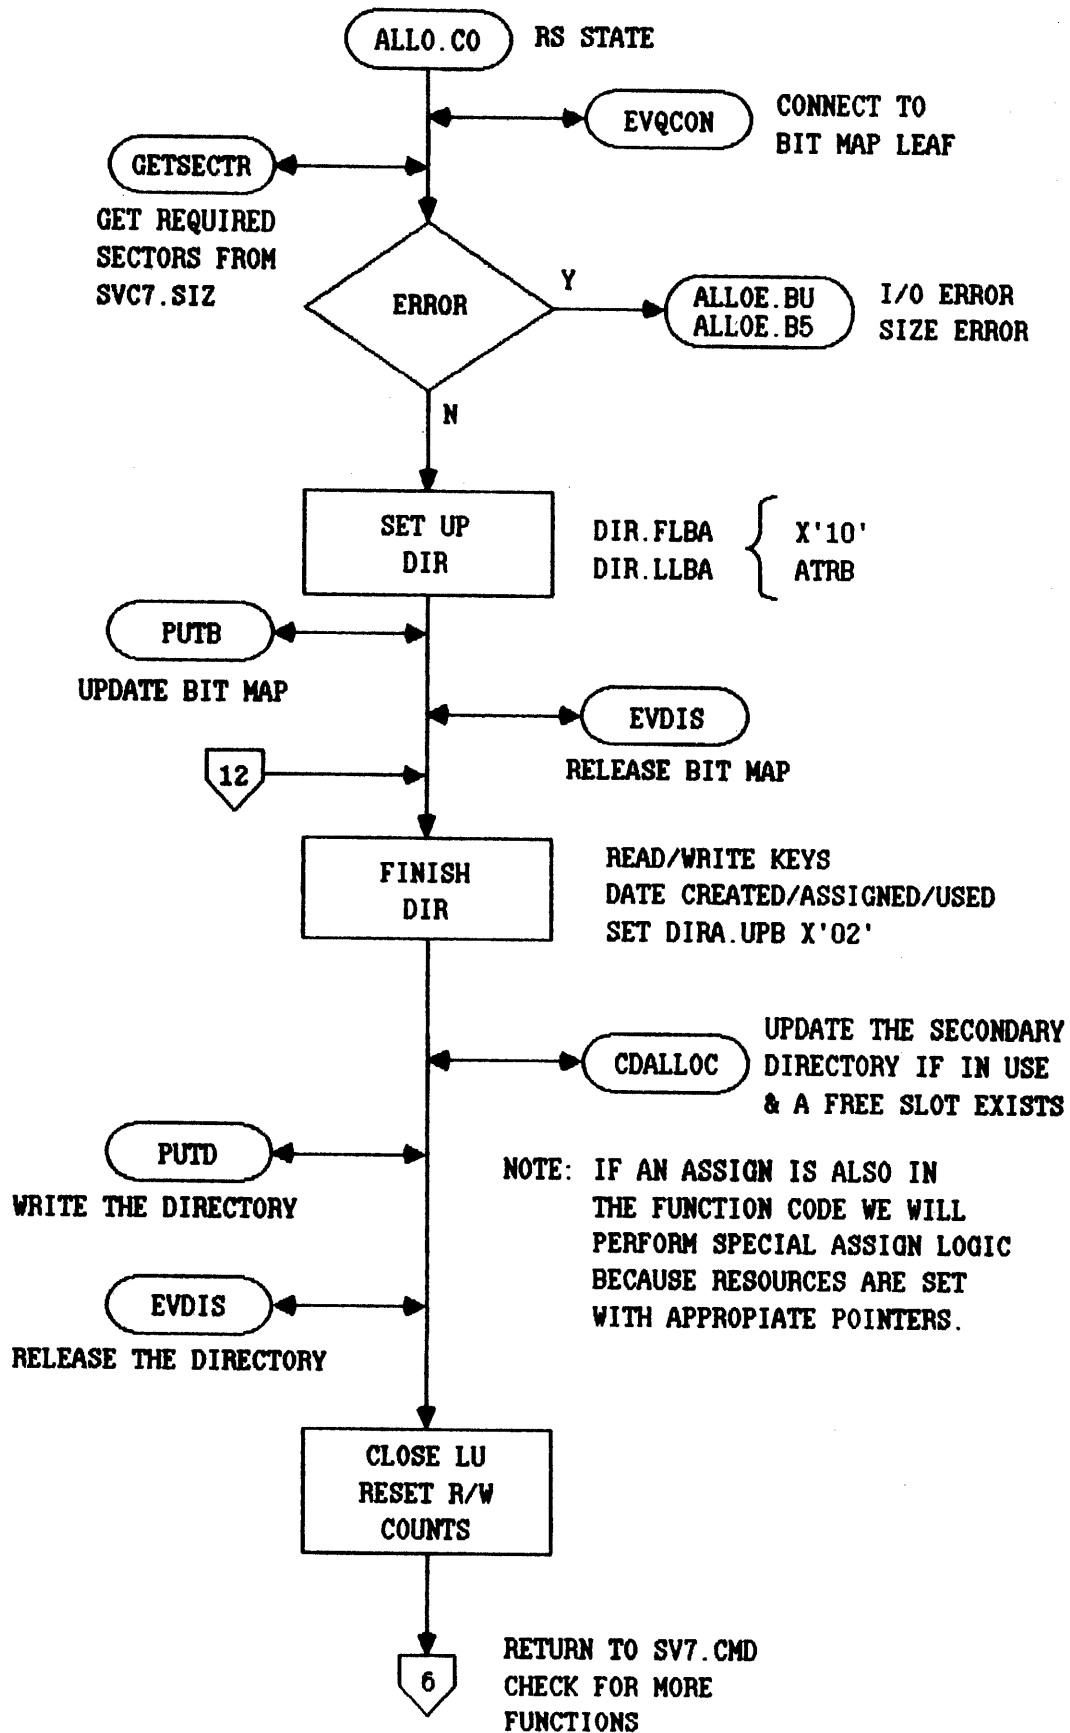 ALLO.CO
RS STATE
EVQCON
CONNECT TO
BIT MAP LEAF
GETSECTR
GET REQUIRED
SECTORS FROM
SVC7.SIZ
ERROR
Y
ALLOE.BU
ALLOE.B5
I/O ERROR
SIZE ERROR
N
SET UP
DIR
DIR.FLBA
DIR.LLBA
X'10'
ATRB
PUTB
UPDATE BIT MAP
EVDIS
RELEASE BIT MAP
12
FINISH
DIR
READ/WRITE KEYS
DATE CREATED/ASSIGNED/USED
SET DIRA.UPB X'02'
CDALLOC
UPDATE THE SECONDARY
DIRECTORY IF IN USE
& A FREE SLOT EXISTS
PUTD
WRITE THE DIRECTORY
NOTE: IF AN ASSIGN IS ALSO IN
THE FUNCTION CODE WE WILL
PERFORM SPECIAL ASSIGN LOGIC
BECAUSE RESOURCES ARE SET
WITH APPROPIATE POINTERS.
EVDIS
RELEASE THE DIRECTORY
CLOSE LU
RESET R/W
COUNTS
6
RETURN TO SV7.CMD
CHECK FOR MORE
FUNCTIONS